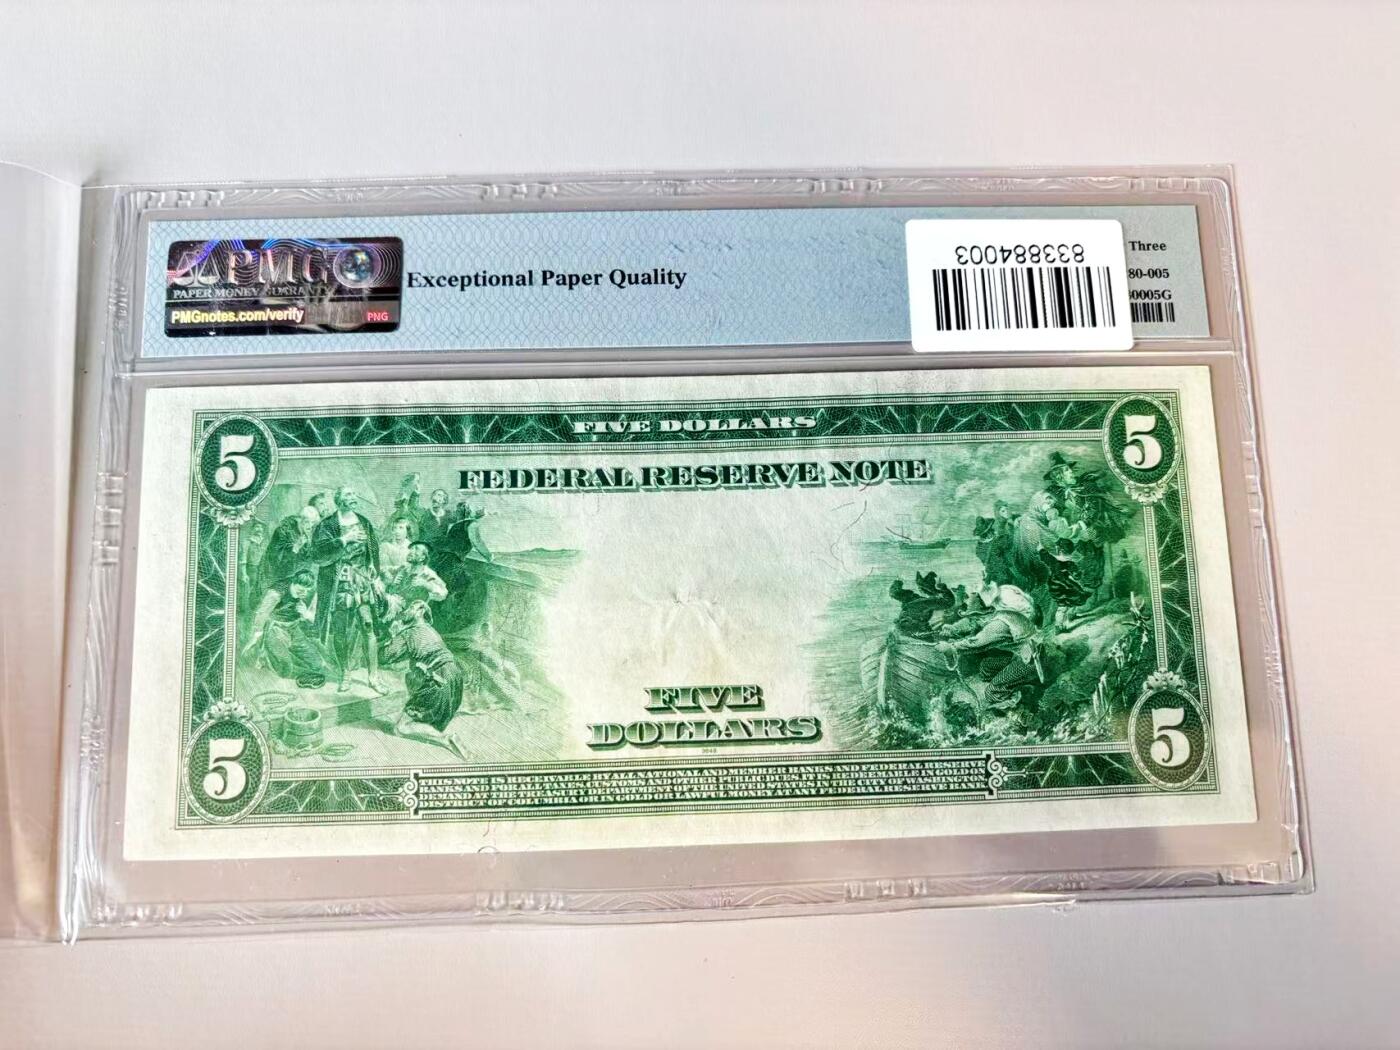 PMG
PAPER MONEY GUARANTY
PMGnotes.com/verify
PNG
Exceptional Paper Quality
833884003
Three
80-005
0005G
5
FIVE DOLLARS
5
FEDERAL RESERVE NOTE
FIVE
DOLLARS
5
5
THIS NOTE IS RECEIVABLE BY ALL NATIONAL AND MEMBER BANKS AND FEDERAL RESERVE
BANKS AND FOR ALL TAXES, CUSTOMS AND OTHER PUBLIC DUES. IT IS REDEEMABLE IN GOLD ON
DEMAND AT THE TREASURY DEPARTMENT OF THE UNITED STATES IN THE CITY OF WASHINGTON
DISTRICT OF COLUMBIA OR IN GOLD OR LAWFUL MONEY AT ANY FEDERAL RESERVE BANK